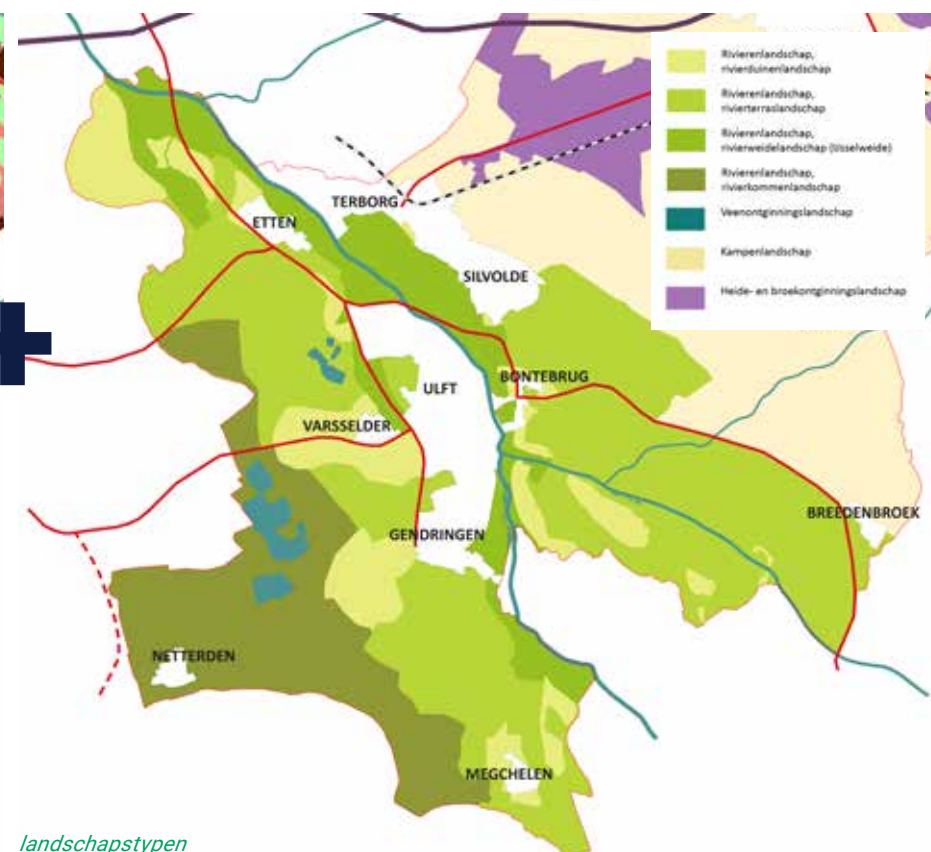 Rivierenlandschap,
rivierduinenlandschap
Rivierenlandschap,
rivierterraslandschap
Rivierenlandschap,
rivierweidelandschap (IJsselweide)
Rivierenlandschap,
rivierkommenlandschap
Veenontginningslandschap
Kampenlandschap
Heide- en broekontginningslandschap
TERBORG
ETTEN
SILVOLDE
BONTEBRUG
ULFT
VARSSELDER
BREEDENBROEK
GENDRINGEN
NETTERDEN
MEGCHELEN
landschapstypen